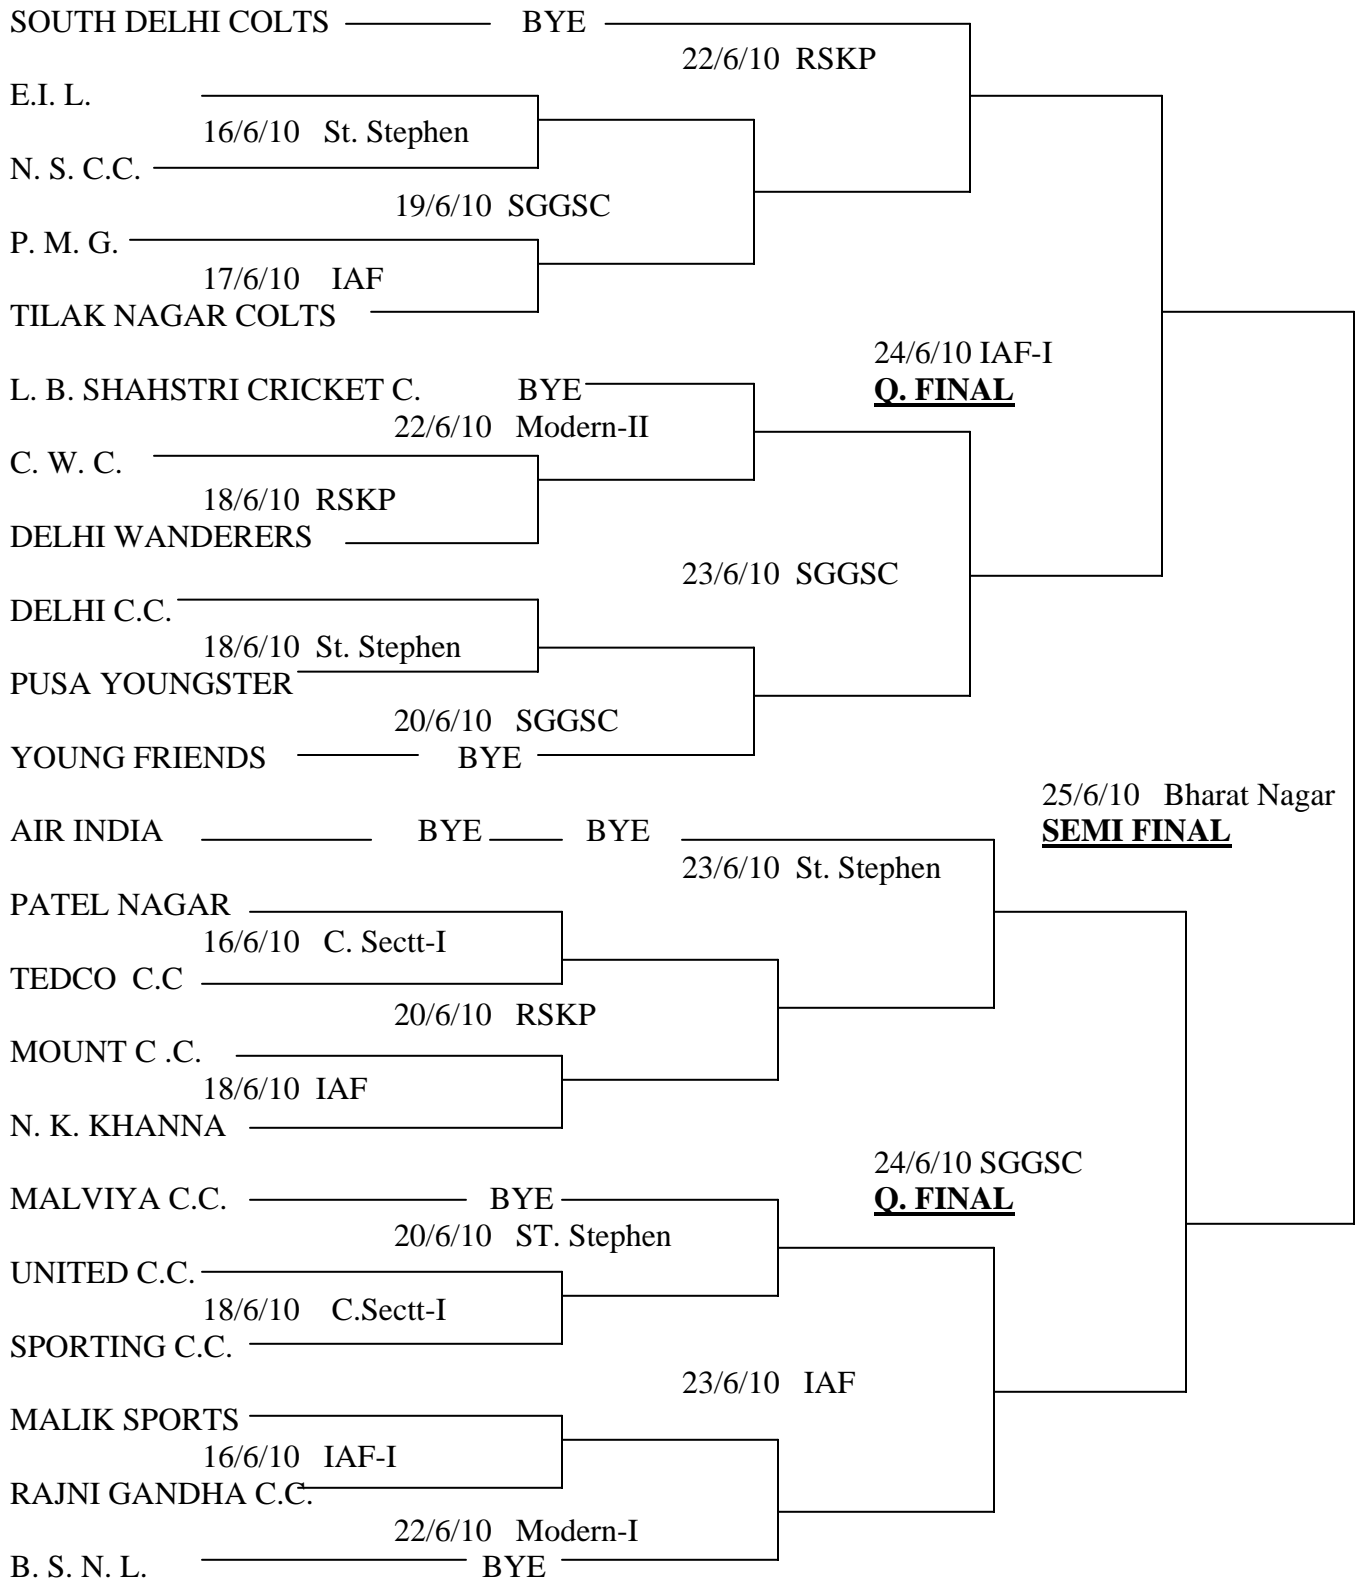 SOUTH DELHI COLTS BYE
22/6/10 RSKP
E.I. L.
16/6/10 St. Stephen
N. S. C.C.
19/6/10 SGGSC
P. M. G.
17/6/10 IAF
TILAK NAGAR COLTS
24/6/10 IAF-I
L. B. SHAHSTRI CRICKET C. BYE Q. FINAL
22/6/10 Modern-II
C. W. C.
18/6/10 RSKP
DELHI WANDERERS
23/6/10 SGGSC
DELHI C.C.
18/6/10 St. Stephen
PUSA YOUNGSTER
20/6/10 SGGSC
YOUNG FRIENDS BYE
25/6/10 Bharat Nagar
AIR INDIA BYE BYE SEMI FINAL
23/6/10 St. Stephen
PATEL NAGAR
16/6/10 C. Sectt-I
TEDCO C.C
20/6/10 RSKP
MOUNT C .C.
18/6/10 IAF
N. K. KHANNA
24/6/10 SGGSC
MALVIYA C.C. BYE Q. FINAL
20/6/10 ST. Stephen
UNITED C.C.
18/6/10 C.Sectt-I
SPORTING C.C.
23/6/10 IAF
MALIK SPORTS
16/6/10 IAF-I
RAJNI GANDHA C.C.
22/6/10 Modern-I
B. S. N. L. BYE